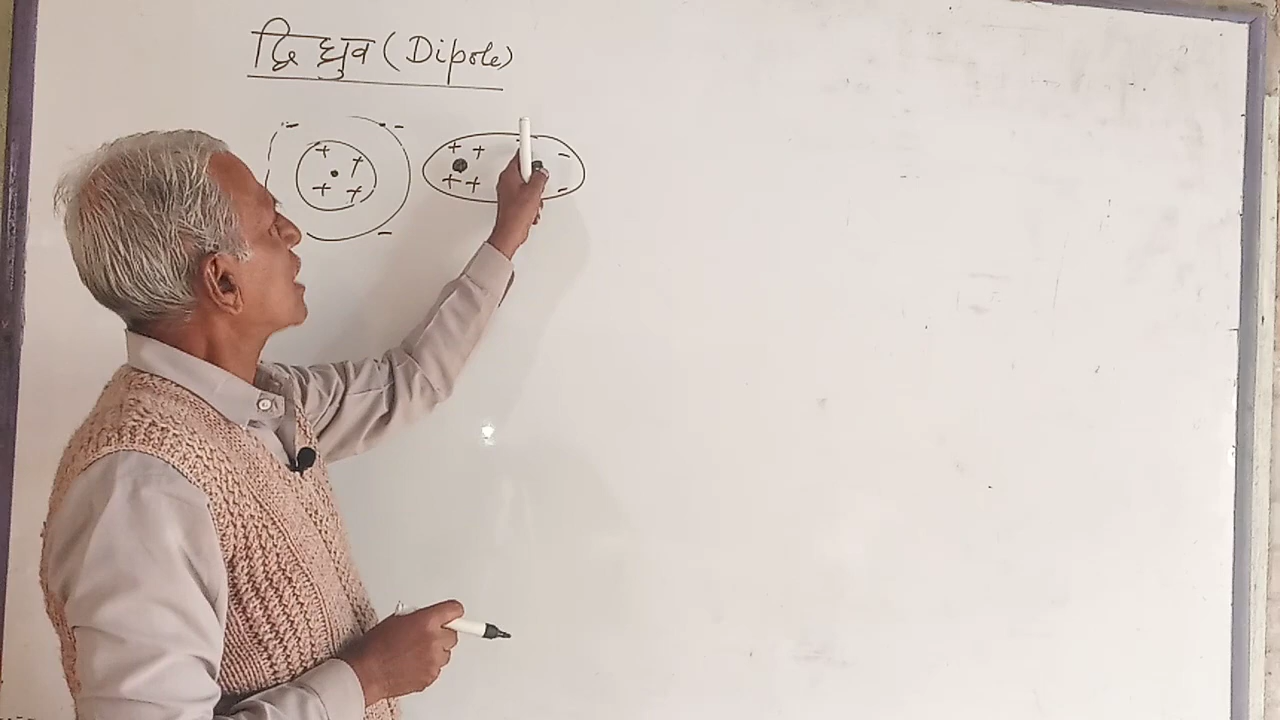 द्वि ध्रुव (Dipole)
- -
+ +
+ +
-
+ + -
+ + -